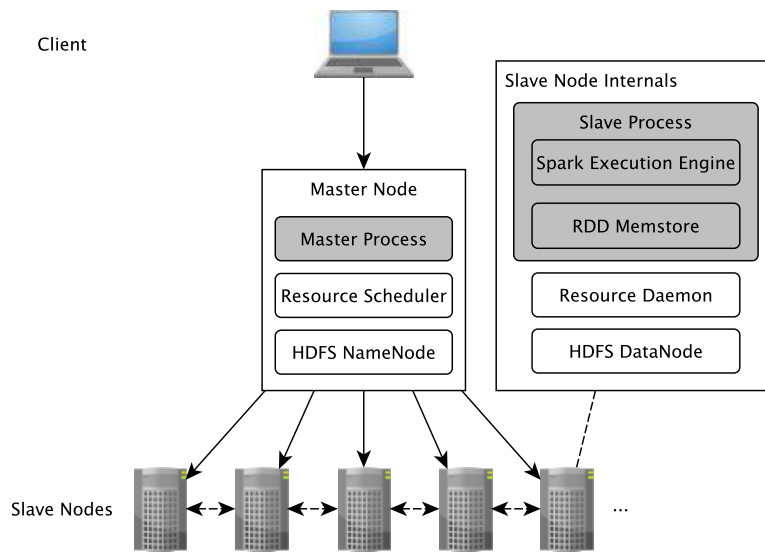 Client
Slave Node Internals
Slave Process
Spark Execution Engine
RDD Memstore
Resource Daemon
HDFS DataNode
Master Node
Master Process
Resource Scheduler
HDFS NameNode
Slave Nodes
...